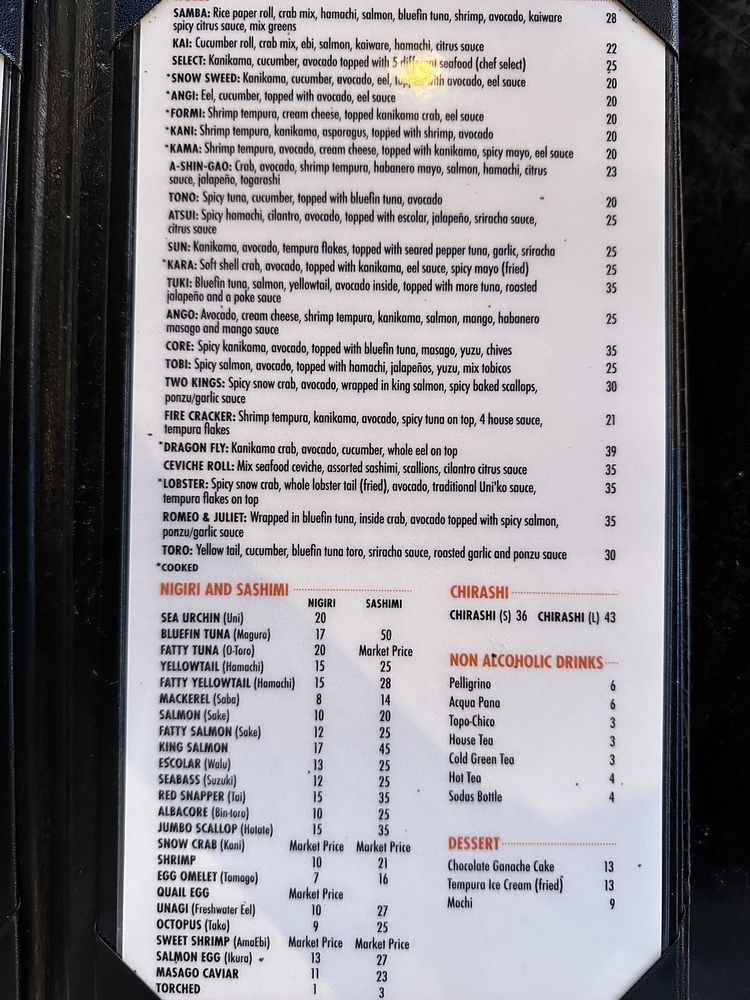 SAMBA: Rice paper roll, crab mix, hamachi, salmon, bluefin tuna, shrimp, avocado, kaiware 28
spicy citrus sauce, mix greens
KAI: Cucumber roll, crab mix, ebi, salmon, kaiware, hamachi, citrus sauce 22
SELECT: Kanikama, cucumber, avocado topped with 5 different seafood (chef select) 25
*SNOW SWEED: Kanikama, cucumber, avocado, eel, topped with avocado, eel sauce 20
*ANGI: Eel, cucumber, topped with avocado, eel sauce 20
*FORMI: Shrimp tempura, cream cheese, topped kanikama crab, eel sauce 20
*KANI: Shrimp tempura, kanikama, asparagus, topped with shrimp, avocado 20
*KAMA: Shrimp tempura, avocado, cream cheese, topped with kanikama, spicy mayo, eel sauce 20
A-SHIN-GAO: Crab, avocado, shrimp tempura, habanero mayo, salmon, hamachi, citrus 23
sauce, jalapeño, togarashi
TONO: Spicy tuna, cucumber, topped with bluefin tuna, avocado 20
ATSUI: Spicy hamachi, cilantro, avocado, topped with escolar, jalapeño, sriracha sauce, 25
citrus sauce
SUN: Kanikama, avocado, tempura flakes, topped with seared pepper tuna, garlic, sriracha 25
*KARA: Soft shell crab, avocado, topped with kanikama, eel sauce, spicy mayo (fried) 25
TUKI: Bluefin tuna, salmon, yellowtail, avocado inside, topped with more tuna, roasted 35
jalapeño and a poke sauce
ANGO: Avocado, cream cheese, shrimp tempura, kanikama, salmon, mango, habanero 25
masago and mango sauce
CORE: Spicy kanikama, avocado, topped with bluefin tuna, masago, yuzu, chives 35
TOBI: Spicy salmon, avocado, topped with hamachi, jalapeños, yuzu, mix tobicos 25
TWO KINGS: Spicy snow crab, avocado, wrapped in king salmon, spicy baked scallops, 30
ponzu/garlic sauce
FIRE CRACKER: Shrimp tempura, kanikama, avocado, spicy tuna on top, 4 house sauce, 21
tempura flakes
*DRAGON FLY: Kanikama crab, avocado, cucumber, whole eel on top 39
CEVICHE ROLL: Mix seafood ceviche, assorted sashimi, scallions, cilantro citrus sauce 35
*LOBSTER: Spicy snow crab, whole lobster tail (fried), avocado, traditional Uni'ko sauce, 35
tempura flakes on top
ROMEO & JULIET: Wrapped in bluefin tuna, inside crab, avocado topped with spicy salmon, 35
ponzu/garlic sauce
TORO: Yellow tail, cucumber, bluefin tuna toro, sriracha sauce, roasted garlic and ponzu sauce 30
*COOKED
NIGIRI AND SASHIMI
NIGIRI SASHIMI
SEA URCHIN (Uni) 20
BLUEFIN TUNA (Maguro) 17 50
FATTY TUNA (O-Toro) 20 Market Price
YELLOWTAIL (Hamachi) 15 25
FATTY YELLOWTAIL (Hamachi) 15 28
MACKEREL (Saba) 8 14
SALMON (Sake) 10 20
FATTY SALMON (Sake) 12 25
KING SALMON 17 45
ESCOLAR (Walu) 13 25
SEABASS (Suzuki) 12 25
RED SNAPPER (Tai) 15 35
ALBACORE (Bin-toro) 10 25
JUMBO SCALLOP (Hotate) 15 35
SNOW CRAB (Kani) Market Price Market Price
SHRIMP 10 21
EGG OMELET (Tamago) 7 16
QUAIL EGG Market Price
UNAGI (Freshwater Eel) 10 27
OCTOPUS (Tako) 9 25
SWEET SHRIMP (AmaEbi) Market Price Market Price
SALMON EGG (Ikura) 13 27
MASAGO CAVIAR 11 23
TORCHED 1 3
CHIRASHI
CHIRASHI (S) 36 CHIRASHI (L) 43
NON ALCOHOLIC DRINKS
Pelligrino 6
Acqua Pana 6
Topo-Chico 3
House Tea 3
Cold Green Tea 3
Hot Tea 4
Sodas Bottle 4
DESSERT
Chocolate Ganache Cake 13
Tempura Ice Cream (fried) 13
Mochi 9